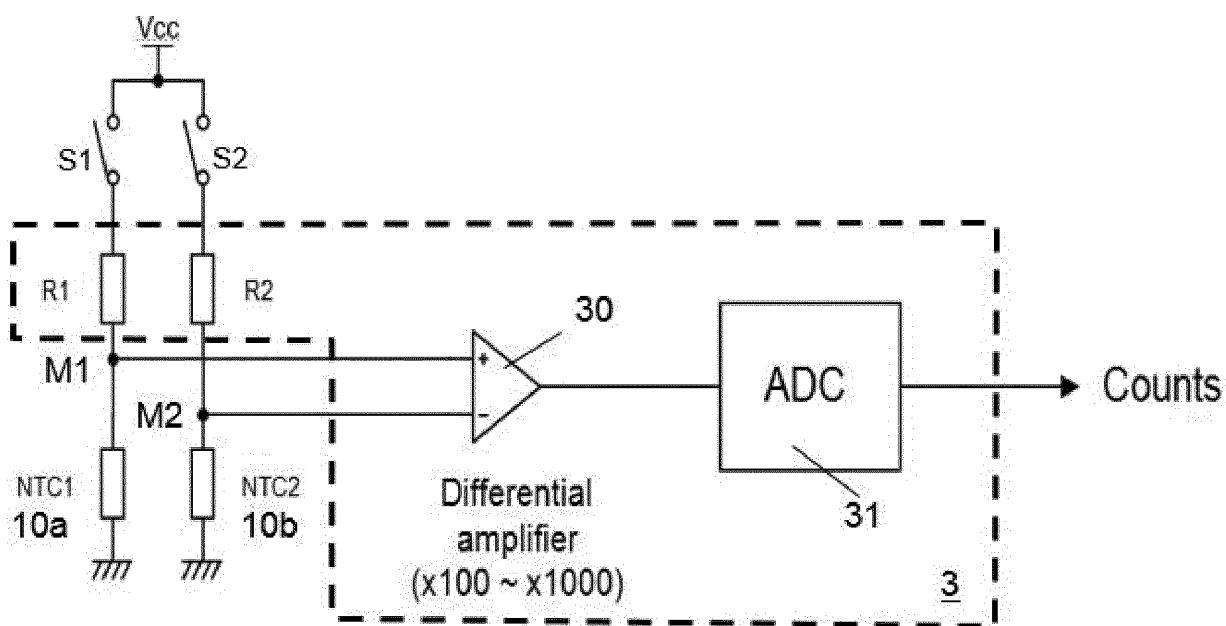 Vcc
S1
S2
R1
R2
30
M1
+
ADC
Counts
M2
−
NTC1
10a
NTC2
10b
Differential
amplifier
(x100 ~ x1000)
31
3